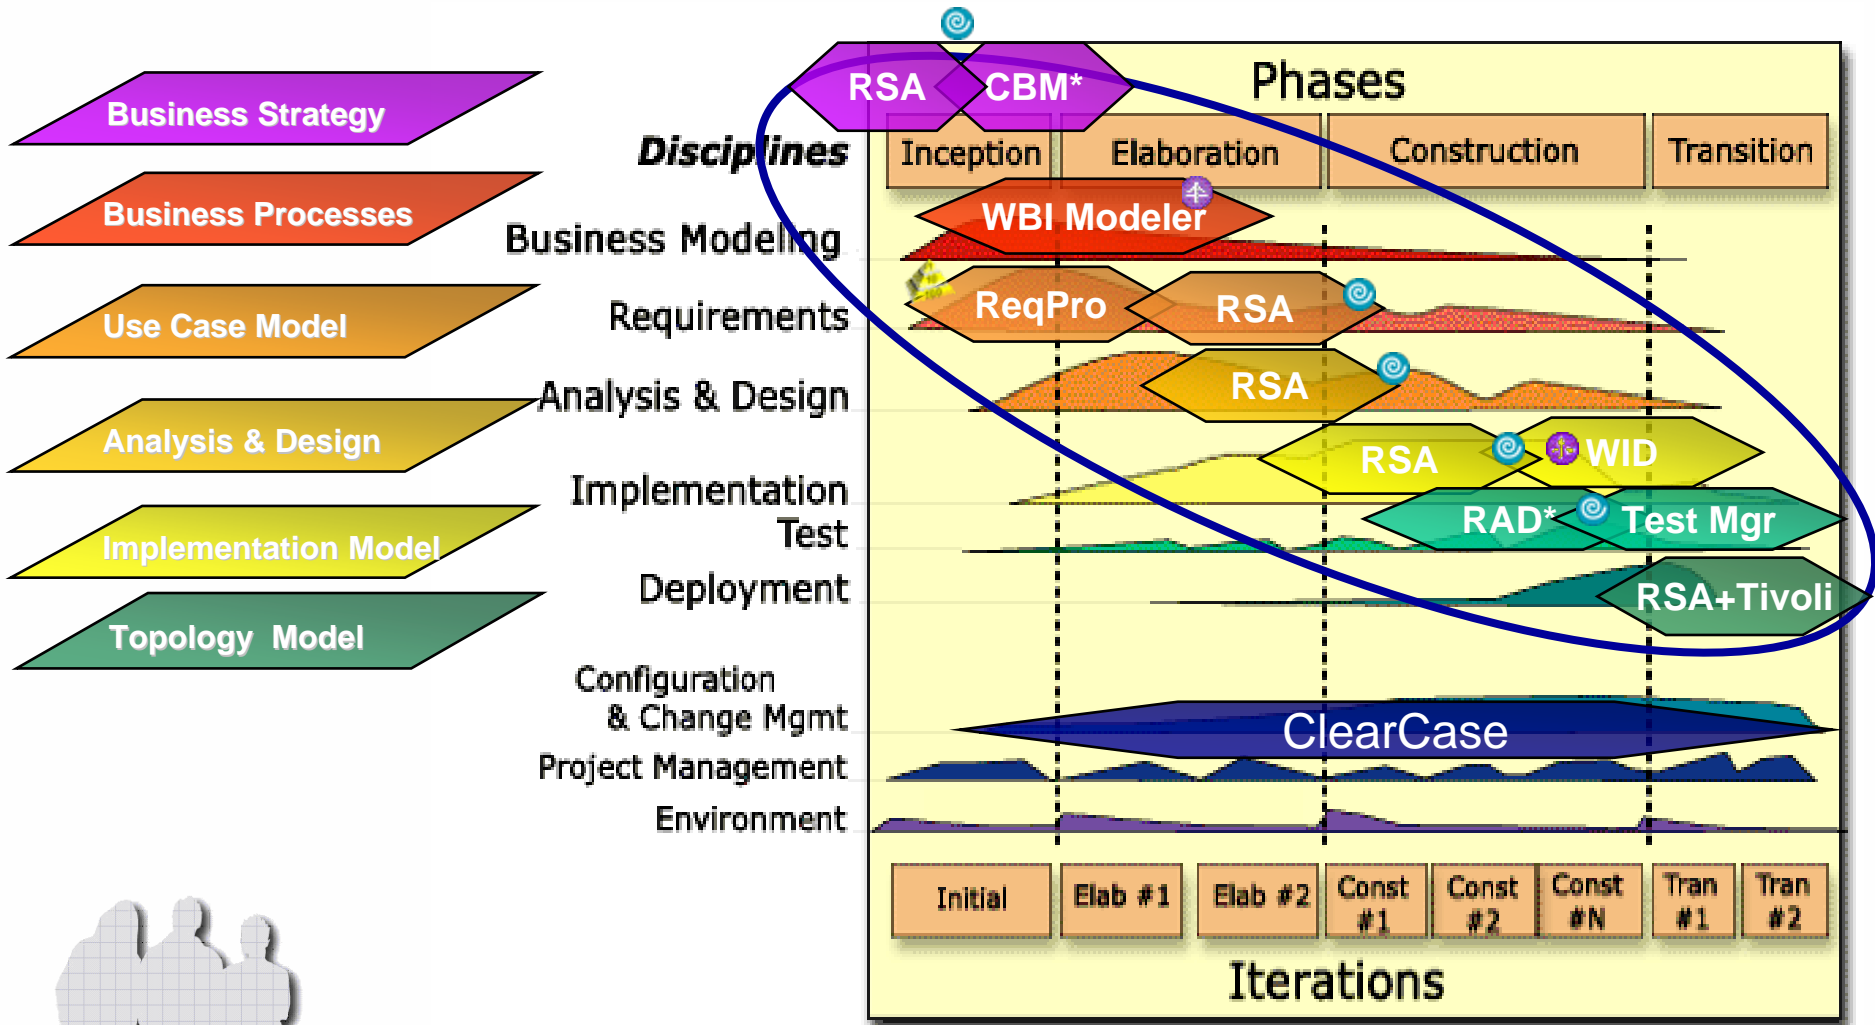 RSA
CBM*
Phases
Business Strategy
Disciplines
Inception
Elaboration
Construction
Transition
Business Processes
WBI Modeler
Business Modeling
Use Case Model
Requirements
ReqPro
RSA
Analysis & Design
Analysis & Design
RSA
RSA
WID
Implementation
Implementation Model
Test
RAD*
Test Mgr
Topology Model
Deployment
RSA+Tivoli
Configuration
& Change Mgmt
ClearCase
Project Management
Environment
Initial
Elab #1
Elab #2
Const
#1
Const
#2
Const
#N
Tran
#1
Tran
#2
Iterations